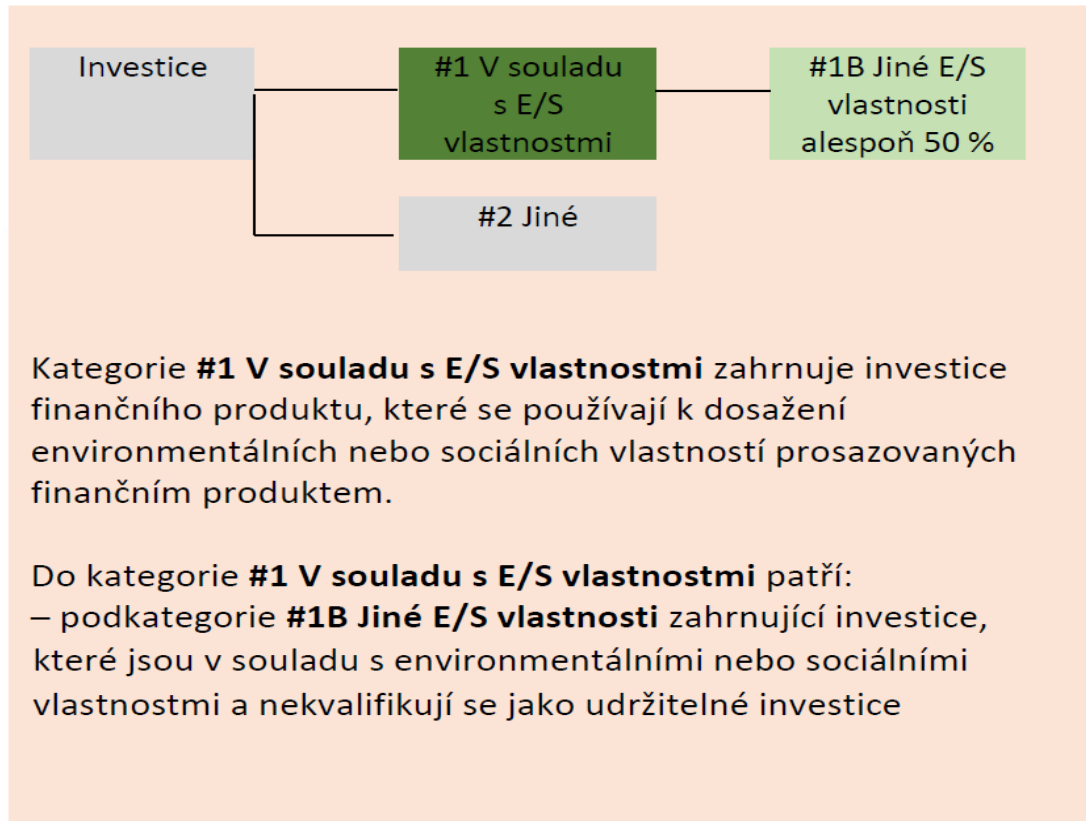 Investice
#1 V souladu
s E/S
vlastnostmi
#1B Jiné E/S
vlastnosti
alespoň 50 %
#2 Jiné
Kategorie #1 V souladu s E/S vlastnostmi zahrnuje investice
finančního produktu, které se používají k dosažení
environmentálních nebo sociálních vlastností prosazovaných
finančním produktem.
Do kategorie #1 V souladu s E/S vlastnostmi patří:
– podkategorie #1B Jiné E/S vlastnosti zahrnující investice,
které jsou v souladu s environmentálními nebo sociálními
vlastnostmi a nekvalifikují se jako udržitelné investice